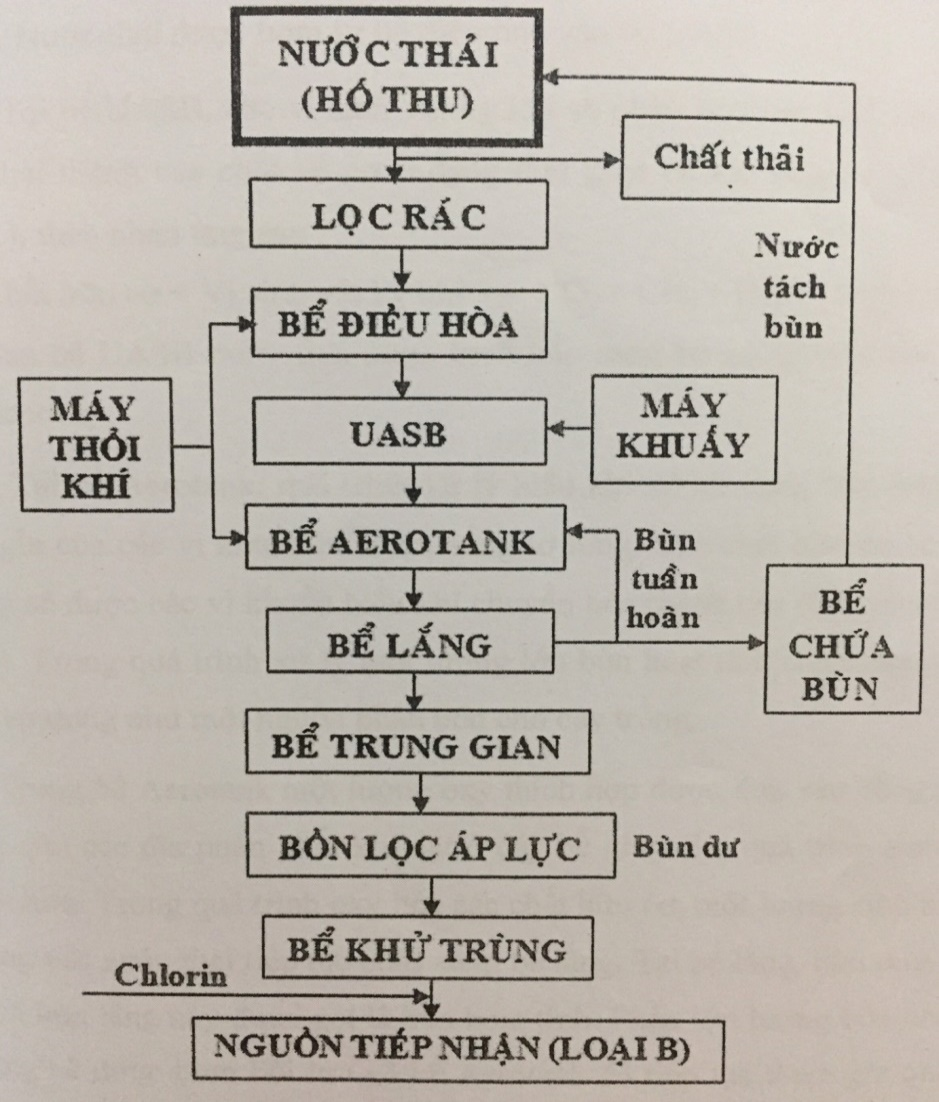 NƯỚC THẢI
(HỐ THU)
Chất thải
LỌC RÁC
Nước
tách
bùn
BỂ ĐIỀU HÒA
MÁY
THỔI
KHÍ
UASB
MÁY
KHUẤY
BỂ AEROTANK
Bùn
tuần
hoàn
BỂ LẮNG
BỂ
CHỨA
BÙN
BỂ TRUNG GIAN
BỒN LỌC ÁP LỰC
Bùn dư
BỂ KHỬ TRÙNG
Chlorin
NGUỒN TIẾP NHẬN (LOẠI B)